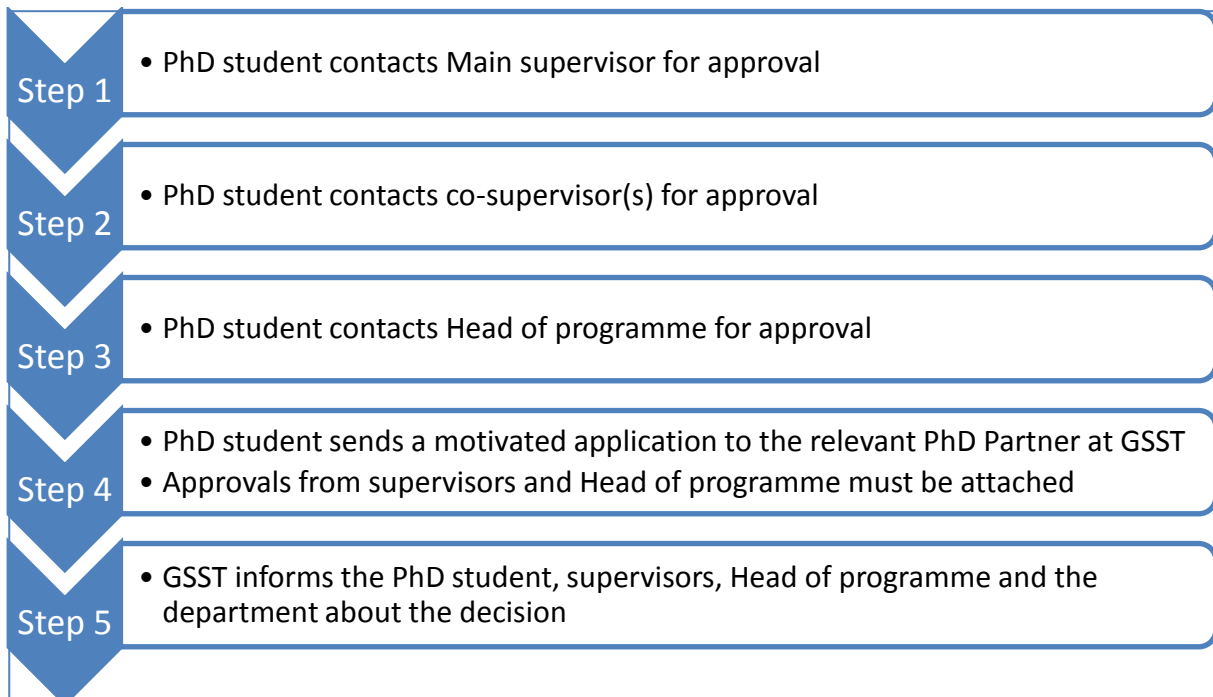 Step 1
• PhD student contacts Main supervisor for approval
Step 2
• PhD student contacts co-supervisor(s) for approval
Step 3
• PhD student contacts Head of programme for approval
Step 4
• PhD student sends a motivated application to the relevant PhD Partner at GSST
• Approvals from supervisors and Head of programme must be attached
Step 5
• GSST informs the PhD student, supervisors, Head of programme and the
department about the decision